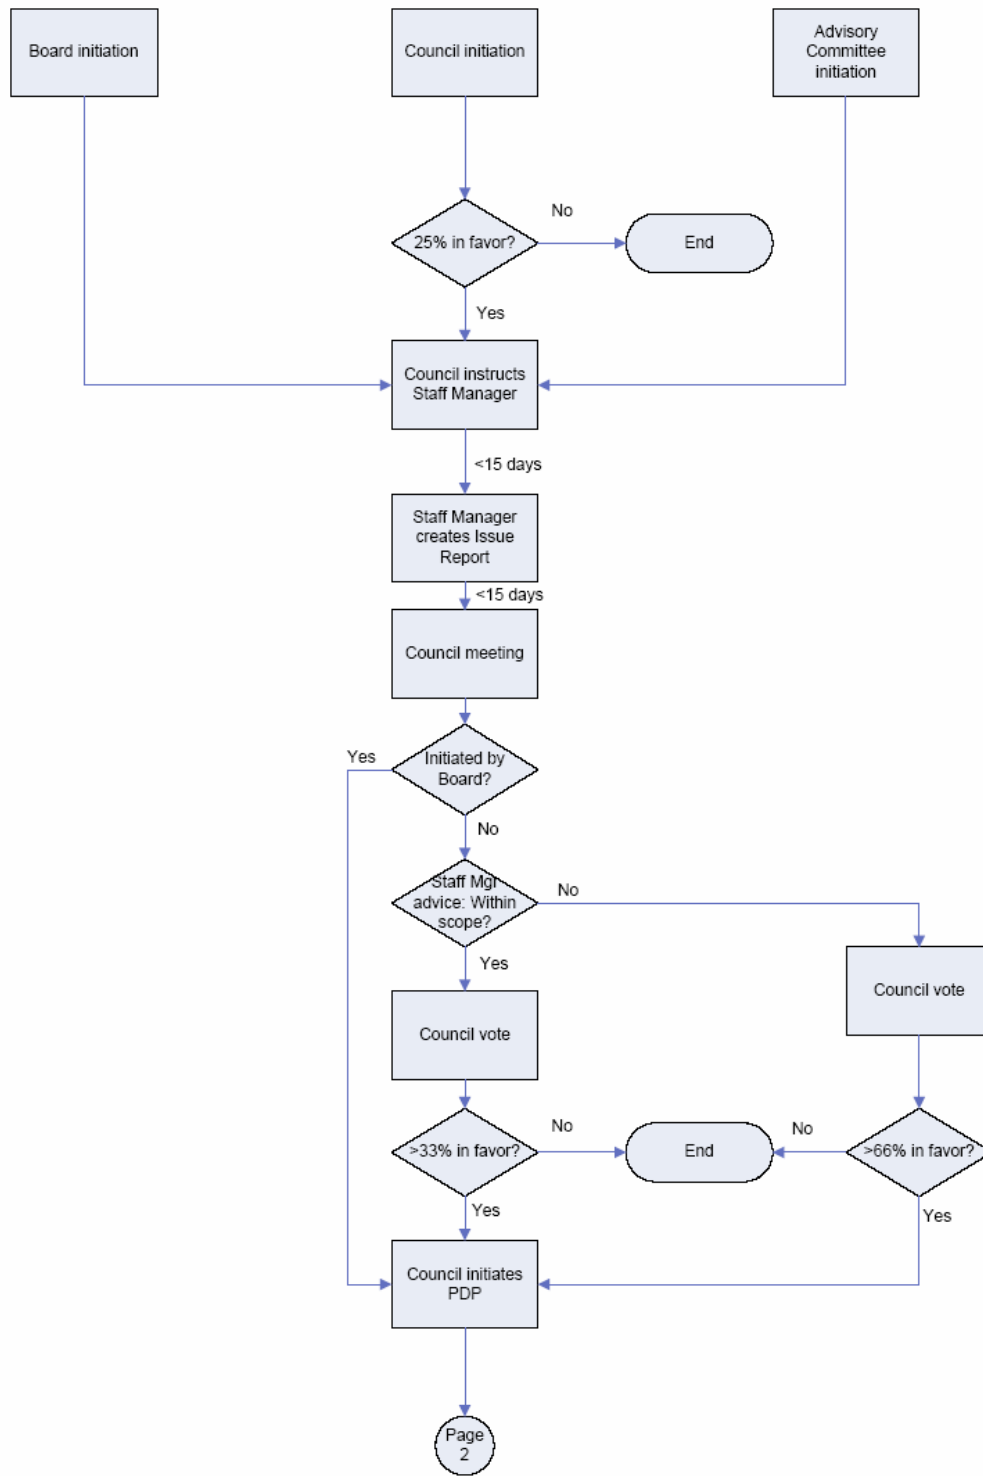 Board initiation
Council initiation
Advisory
Committee
initiation
25% in favor?
No
End
Yes
Council instructs
Staff Manager
<15 days
Staff Manager
creates Issue
Report
<15 days
Council meeting
Yes
Initiated by
Board?
No
Staff Mgr
advice: Within
scope?
No
Yes
Council vote
Council vote
>33% in favor?
No
End
No
>66% in favor?
Yes
Yes
Council initiates
PDP
Page
2